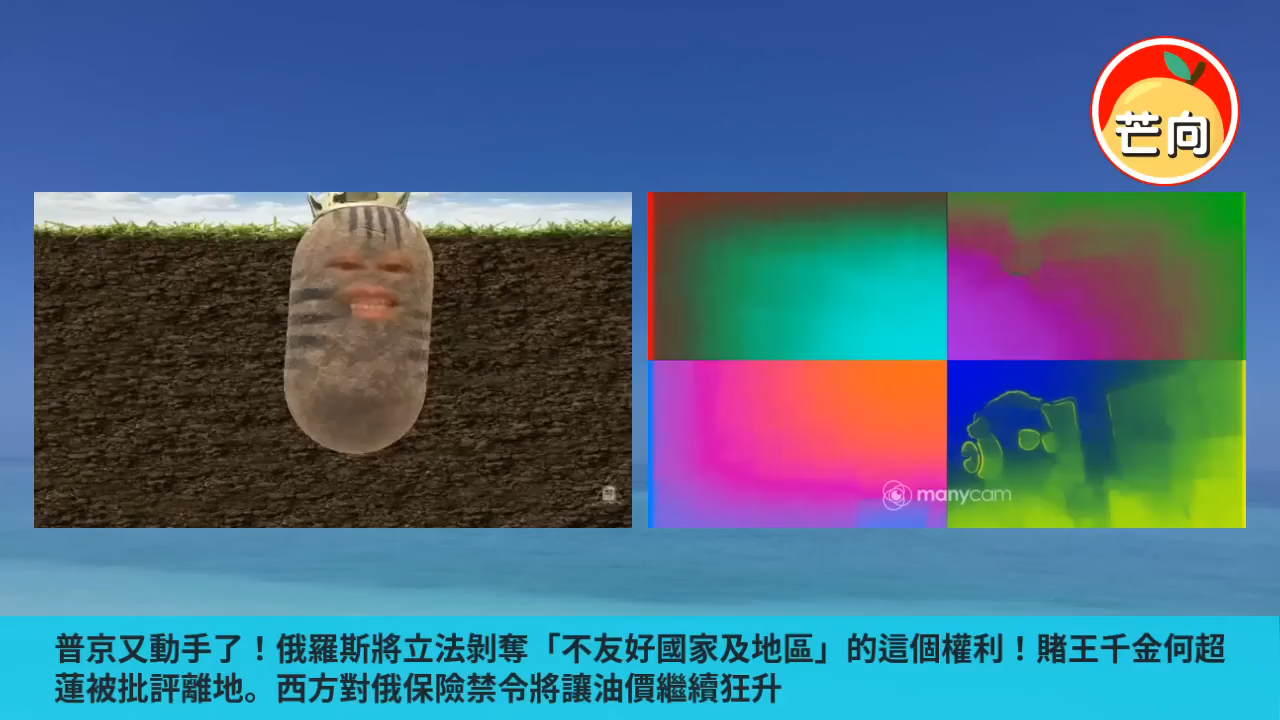 芒向
manycam
普京又動手了！俄羅斯將立法剝奪「不友好國家及地區」的這個權利！賭王千金何超
蓮被批評離地。西方對俄保險禁令將讓油價繼續狂升